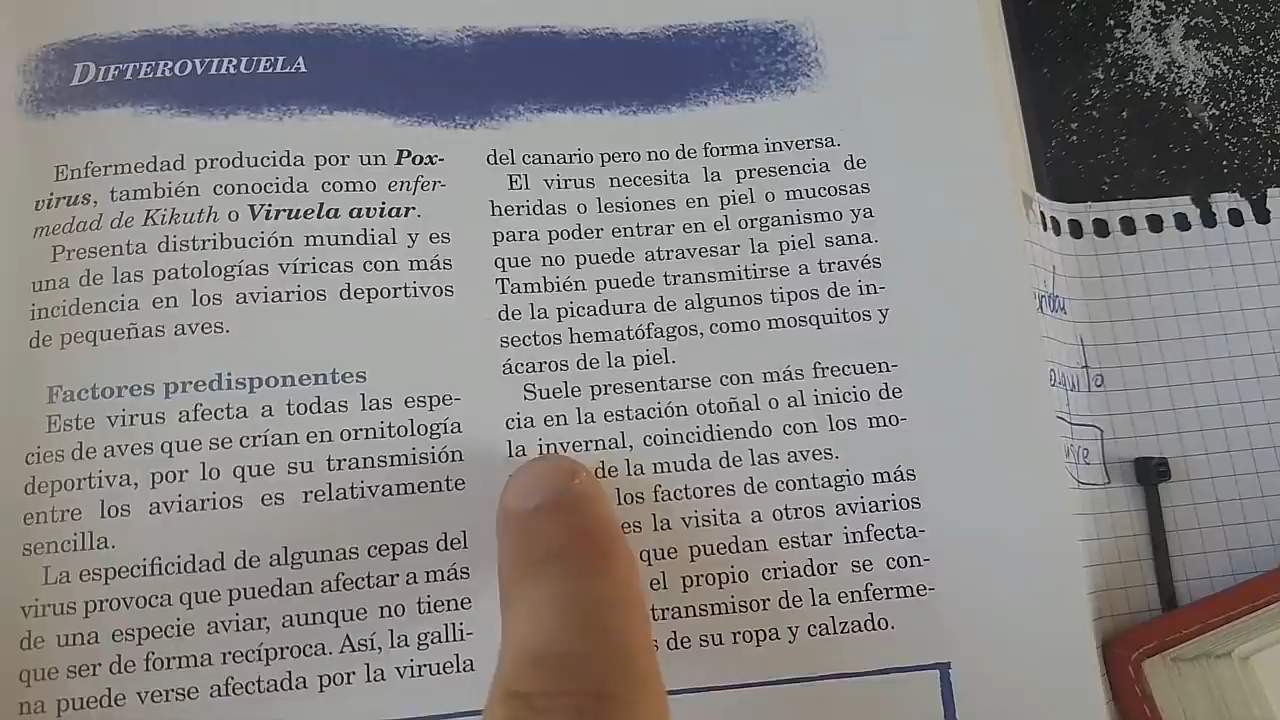 DIFTEROVIRUELA
Enfermedad producida por un Pox-
virus, también conocida como enfer-
medad de Kikuth o Viruela aviar.
Presenta distribución mundial y es
una de las patologías víricas con más
incidencia en los aviarios deportivos
de pequeñas aves.
Factores predisponentes
Este virus afecta a todas las espe-
cies de aves que se crían en ornitología
deportiva, por lo que su transmisión
entre los aviarios es relativamente
sencilla.
La especificidad de algunas cepas del
virus provoca que puedan afectar a más
de una especie aviar, aunque no tiene
que ser de forma recíproca. Así, la galli-
na puede verse afectada por la viruela
del canario pero no de forma inversa.
El virus necesita la presencia de
heridas o lesiones en piel o mucosas
para poder entrar en el organismo ya
que no puede atravesar la piel sana.
También puede transmitirse a través
de la picadura de algunos tipos de in-
sectos hematófagos, como mosquitos y
ácaros de la piel.
Suele presentarse con más frecuen-
cia en la estación otoñal o al inicio de
la invernal, coincidiendo con los mo-
de la muda de las aves.
los factores de contagio más
es la visita a otros aviarios
que puedan estar infecta-
el propio criador se con-
transmisor de la enferme-
de su ropa y calzado.